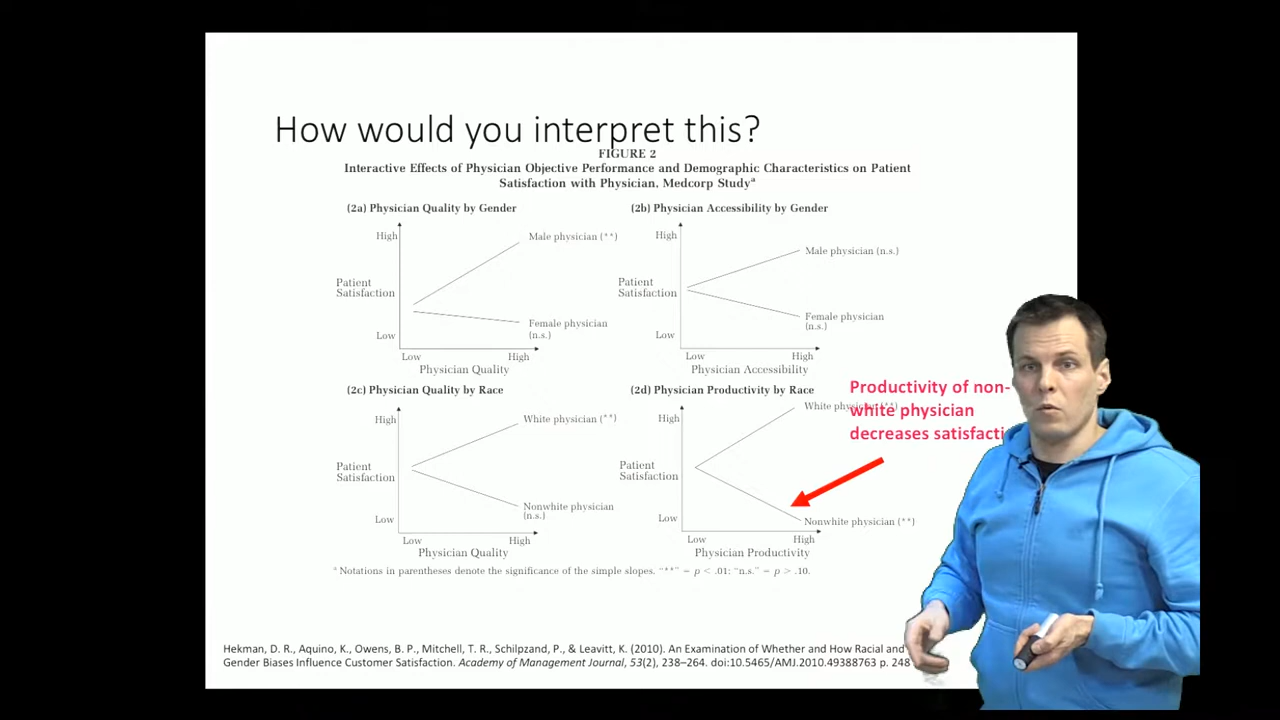 How would you interpret this?
FIGURE 2
Interactive Effects of Physician Objective Performance and Demographic Characteristics on Patient
Satisfaction with Physician, Medcorp Studyª
(2a) Physician Quality by Gender
High
Male physician (**)
Patient
Satisfaction
Female physician
(n.s.)
Low
Low High
Physician Quality
(2b) Physician Accessibility by Gender
High
Male physician (n.s.)
Patient
Satisfaction
Female physician
(n.s.)
Low
Low High
Physician Accessibility
(2c) Physician Quality by Race
High
White physician (**)
Patient
Satisfaction
Nonwhite physician
(n.s.)
Low
Low High
Physician Quality
(2d) Physician Productivity by Race
High
White
Patient
Satisfaction
Low
Nonwhite physician (**)
Low High
Physician Productivity
Productivity of non-
white physician
decreases
ª Notations in parentheses denote the significance of the simple slopes. "**" = p < .01; "n.s." = p > .10.
Hekman, D. R., Aquino, K., Owens, B. P., Mitchell, T. R., Schilpzand, P., & Leavitt, K. (2010). An Examination of Whether and How Racial and
Gender Biases Influence Customer Satisfaction. Academy of Management Journal, 53(2), 238–264. doi:10.5465/AMJ.2010.49388763 p. 248